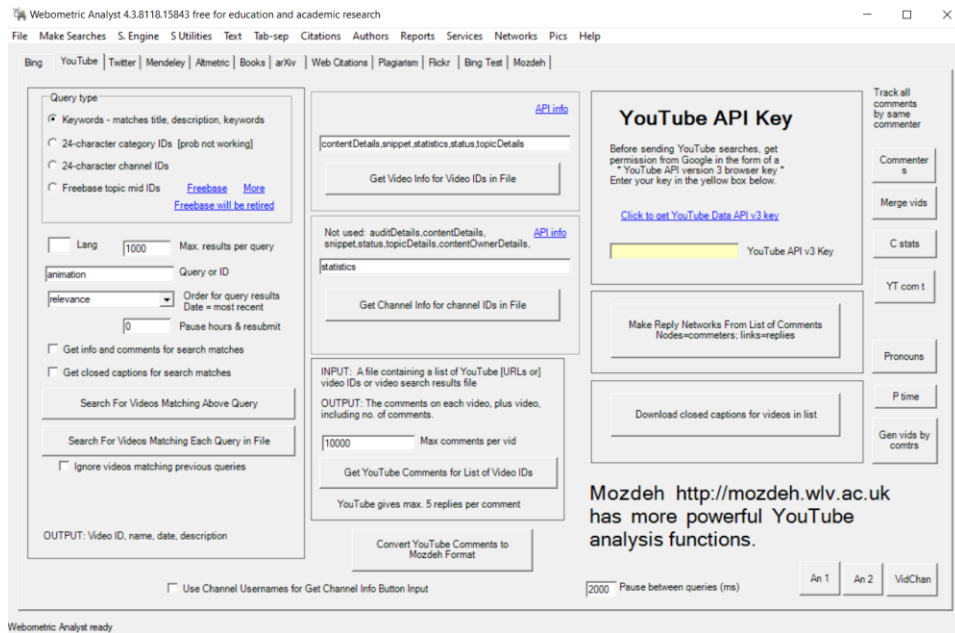 Webometric Analyst 4.3.8118.15843 free for education and academic research
File Make Searches S. Engine S Utilities Text Tab-sep Citations Authors Reports Services Networks Pics Help
Bing YouTube Twitter Mendeley Altmetric Books arXiv Web Citations Plagiarism Flickr Bing Test Mozdeh
Query type
Keywords - matches title, description, keywords
24-character category IDs [prob not working]
24-character channel IDs
Freebase topic mid IDs Freebase More
Freebase will be retired
Lang 1000 Max. results per query
animation Query or ID
relevance Order for query results
Date = most recent
0 Pause hours & resubmit
Get info and comments for search matches
Get closed captions for search matches
Search For Videos Matching Above Query
Search For Videos Matching Each Query in File
Ignore videos matching previous queries
OUTPUT: Video ID, name, date, description
API info
contentDetails,snippet,statistics,status,topicDetails
Get Video Info for Video IDs in File
Not used: auditDetails,contentDetails, API info
snippet,status,topicDetails,contentOwnerDetails,
statistics
Get Channel Info for channel IDs in File
INPUT: A file containing a list of YouTube [URLs or]
video IDs or video search results file
OUTPUT: The comments on each video, plus video,
including no. of comments.
10000 Max comments per vid
Get YouTube Comments for List of Video IDs
YouTube gives max. 5 replies per comment
Convert YouTube Comments to
Mozdeh Format
Use Channel Usernames for Get Channel Info Button Input
YouTube API Key
Before sending YouTube searches, get
permission from Google in the form of a
" YouTube API version 3 browser key "
Enter your key in the yellow box below.
Click to get YouTube Data API v3 key
YouTube API v3 Key
Make Reply Networks From List of Comments
Nodes=commeters; links=replies
Download closed captions for videos in list
Mozdeh http://mozdeh.wlv.ac.uk
has more powerful YouTube
analysis functions.
2000 Pause between queries (ms)
An 1 An 2 VidChan
Track all
comments
by same
commenter
Commenter
s
Merge vids
C stats
YT com t
Pronouns
P time
Gen vids by
comtrs
Webometric Analyst ready